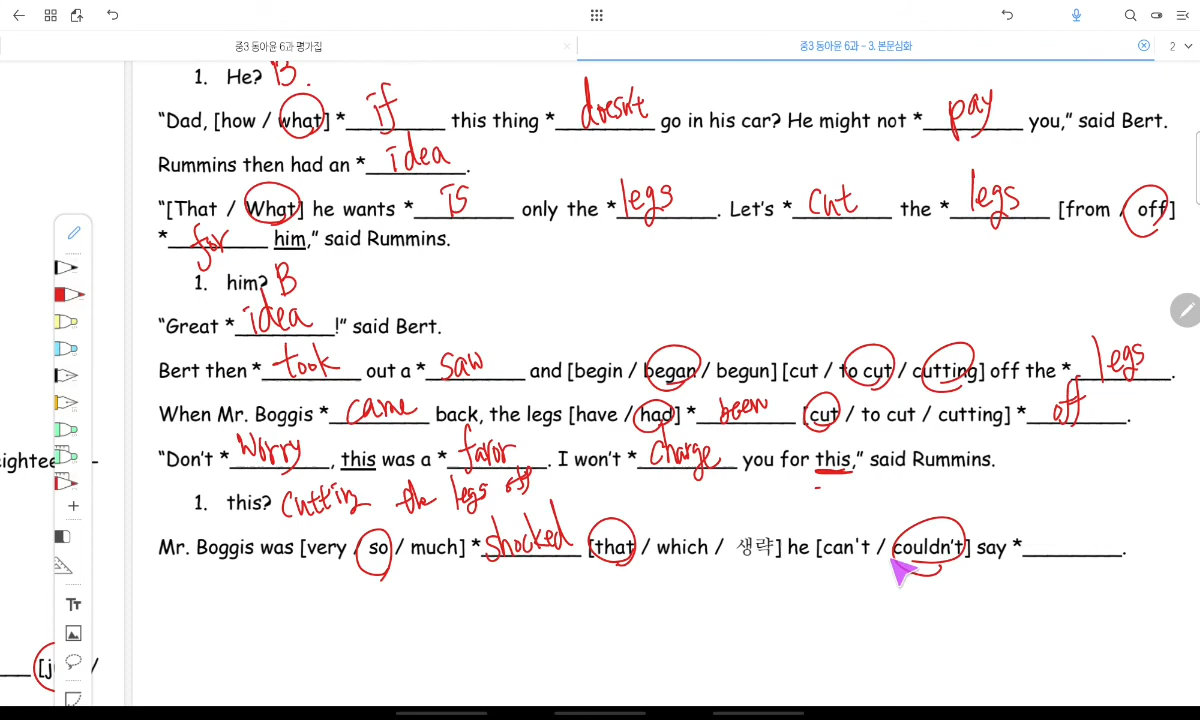 중3 동아윤 6과 평가집
중3 동아윤 6과 - 3. 본문심화
2
1. He? B.
"Dad, [how / what] * if this thing * doesn't go in his car? He might not * pay you," said Bert.
Rummins then had an * idea.
"[That / What] he wants * is only the * legs. Let's * cut the * legs [from / off]
* for him," said Rummins.
1. him? B
"Great * idea!" said Bert.
Bert then * took out a * saw and [begin / began / begun] [cut / to cut / cutting] off the * legs.
When Mr. Boggis * came back, the legs [have / had] * been [cut / to cut / cutting] * off.
"Don't * worry, this was a * favor. I won't * charge you for this," said Rummins.
1. this? Cutting the legs off
Mr. Boggis was [very / so / much] * shocked [that / which / 생략] he [can't / couldn't] say *__________.
Tt